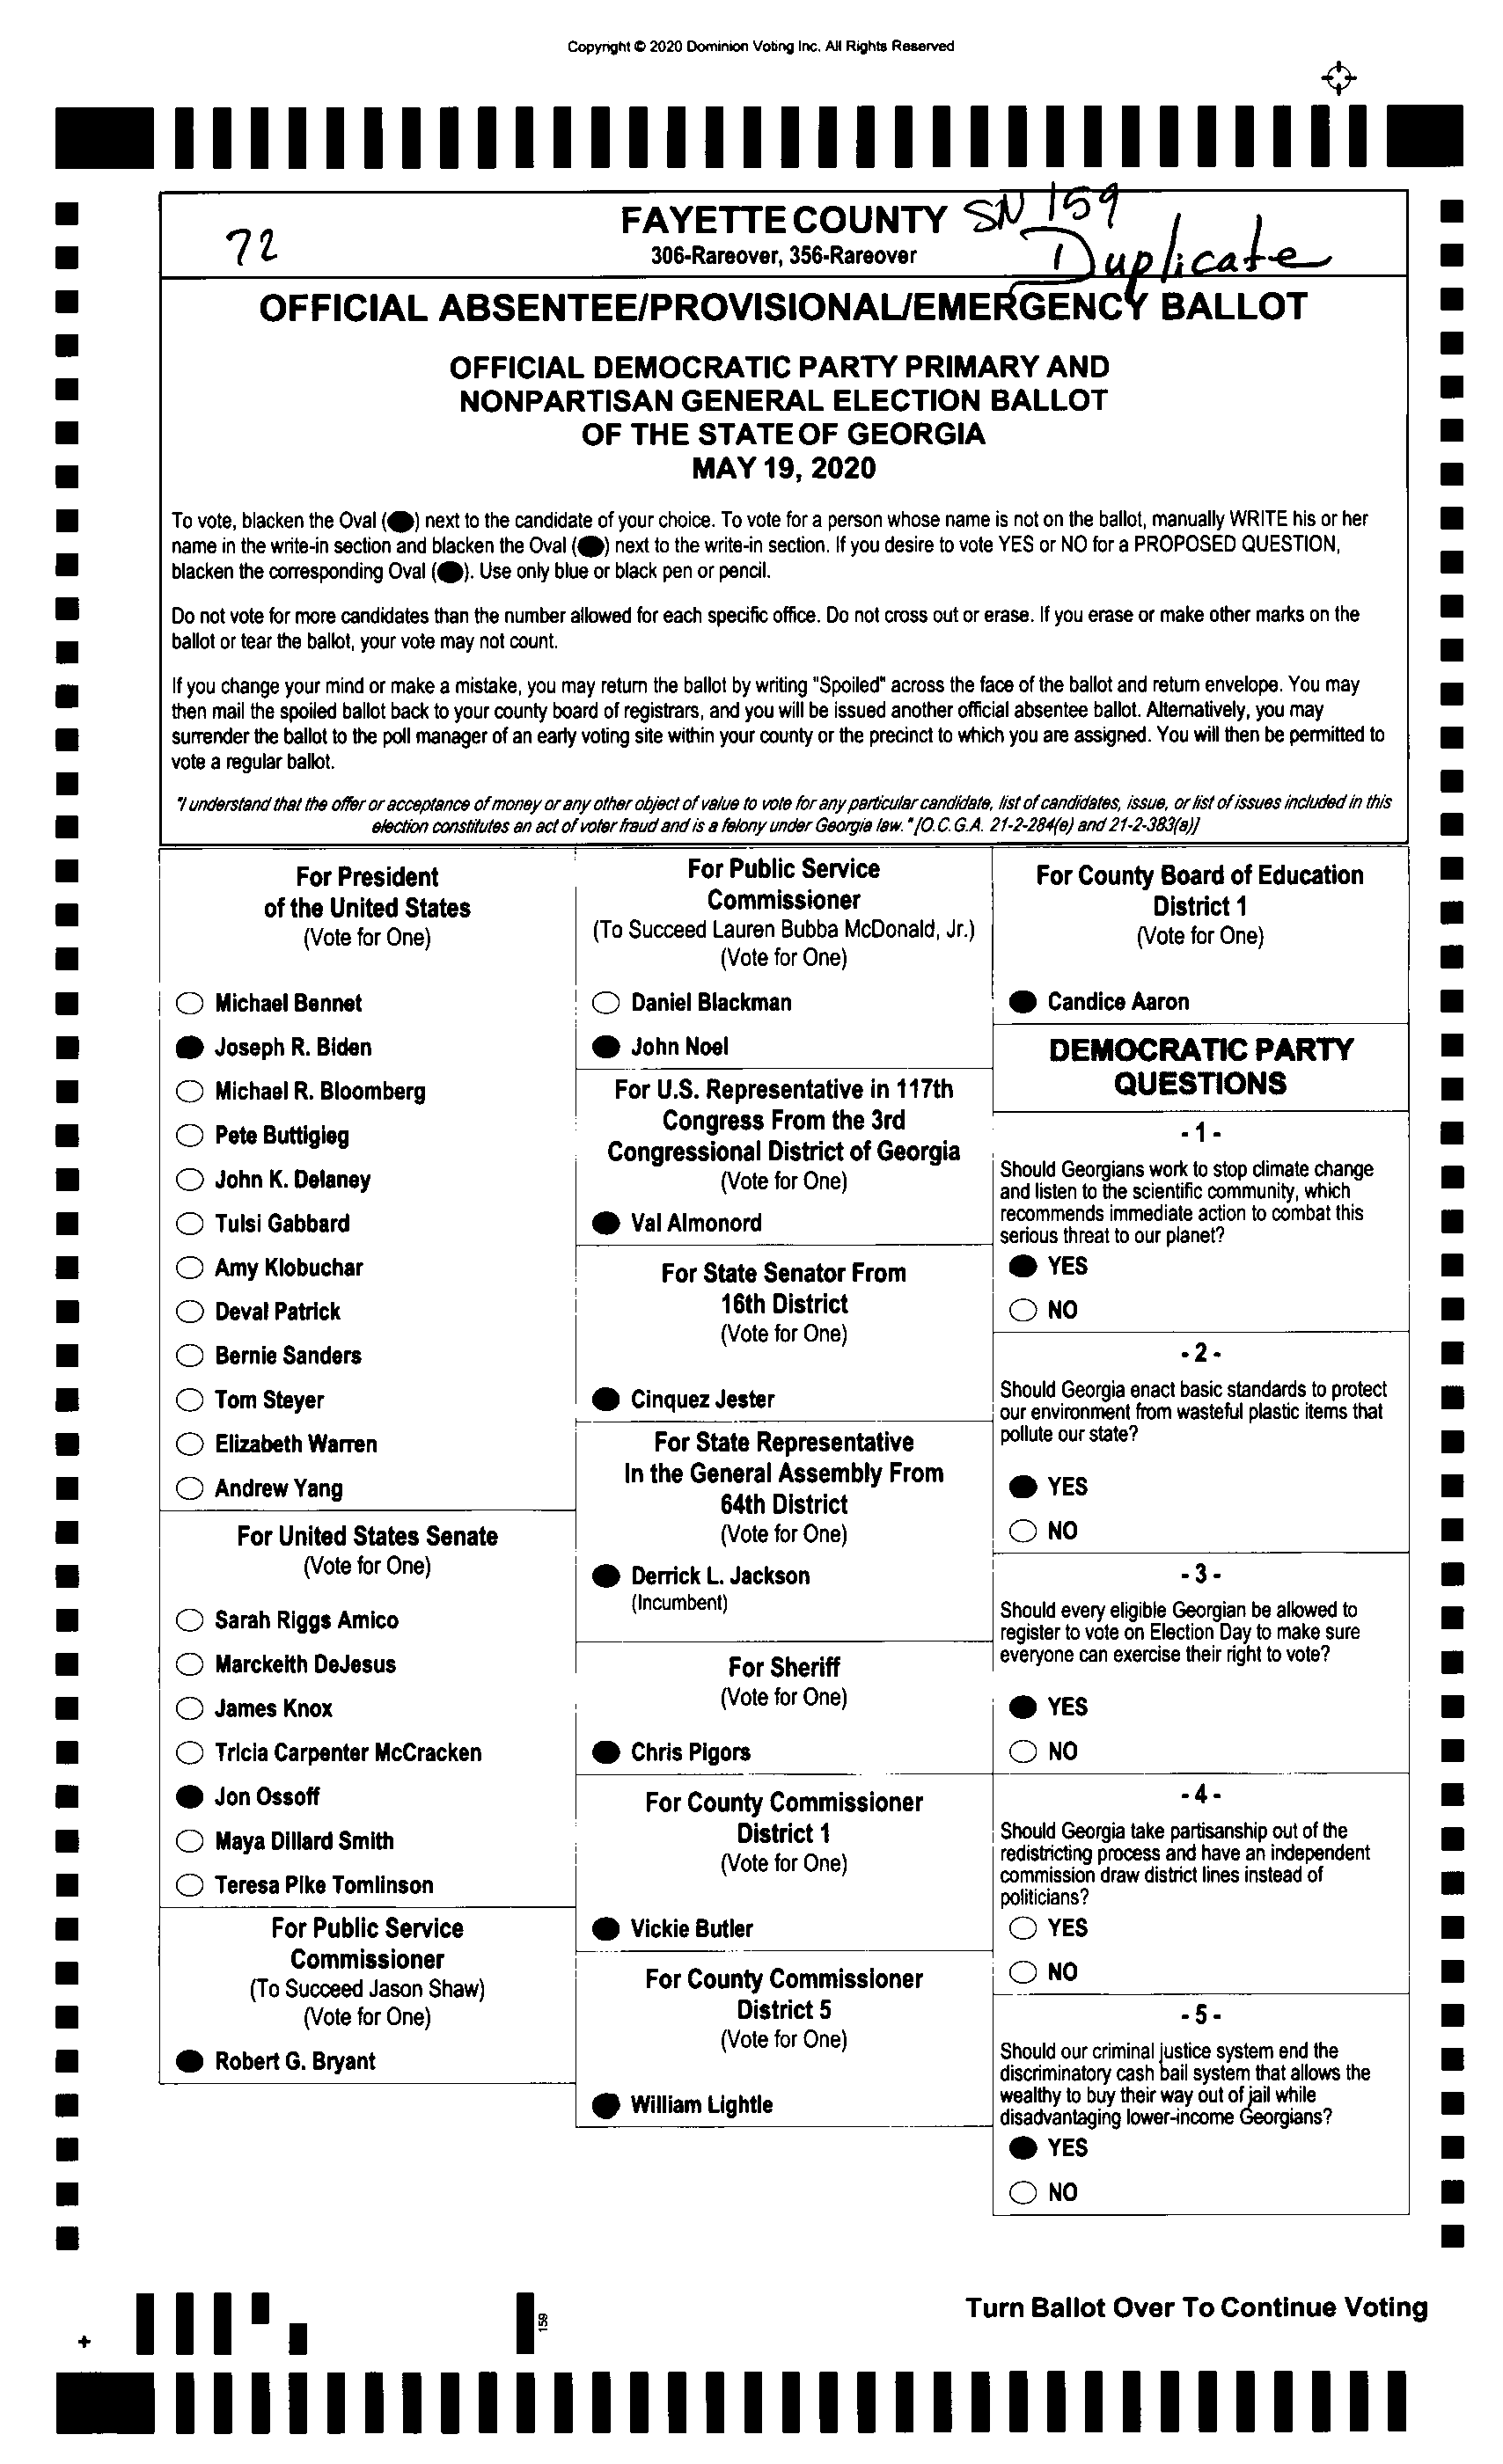 Copyright © 2020 Dominion Voting Inc. All Rights Reserved
FAYETTE COUNTY
SN 159
72
306-Rareover, 356-Rareover
Duplicate
OFFICIAL ABSENTEE/PROVISIONAL/EMERGENCY BALLOT
OFFICIAL DEMOCRATIC PARTY PRIMARY AND
NONPARTISAN GENERAL ELECTION BALLOT
OF THE STATE OF GEORGIA
MAY 19, 2020
To vote, blacken the Oval ( ) next to the candidate of your choice. To vote for a person whose name is not on the ballot, manually WRITE his or her
name in the write-in section and blacken the Oval ( ) next to the write-in section. If you desire to vote YES or NO for a PROPOSED QUESTION,
blacken the corresponding Oval ( ). Use only blue or black pen or pencil.
Do not vote for more candidates than the number allowed for each specific office. Do not cross out or erase. If you erase or make other marks on the
ballot or tear the ballot, your vote may not count.
If you change your mind or make a mistake, you may return the ballot by writing "Spoiled" across the face of the ballot and return envelope. You may
then mail the spoiled ballot back to your county board of registrars, and you will be issued another official absentee ballot. Alternatively, you may
surrender the ballot to the poll manager of an early voting site within your county or the precinct to which you are assigned. You will then be permitted to
vote a regular ballot.
"I understand that the offer or acceptance of money or any other object of value to vote for any particular candidate, list of candidates, issue, or list of issues included in this
election constitutes an act of voter fraud and is a felony under Georgia law." [O.C.G.A. 21-2-284(e) and 21-2-383(a)]
For President
of the United States
(Vote for One)
Michael Bennet
Joseph R. Biden
Michael R. Bloomberg
Pete Buttigieg
John K. Delaney
Tulsi Gabbard
Amy Klobuchar
Deval Patrick
Bernie Sanders
Tom Steyer
Elizabeth Warren
Andrew Yang
For United States Senate
(Vote for One)
Sarah Riggs Amico
Marckeith DeJesus
James Knox
Tricia Carpenter McCracken
Jon Ossoff
Maya Dillard Smith
Teresa Pike Tomlinson
For Public Service
Commissioner
(To Succeed Jason Shaw)
(Vote for One)
Robert G. Bryant
For Public Service
Commissioner
(To Succeed Lauren Bubba McDonald, Jr.)
(Vote for One)
Daniel Blackman
John Noel
For U.S. Representative in 117th
Congress From the 3rd
Congressional District of Georgia
(Vote for One)
Val Almonord
For State Senator From
16th District
(Vote for One)
Cinquez Jester
For State Representative
In the General Assembly From
64th District
(Vote for One)
Derrick L. Jackson
(Incumbent)
For Sheriff
(Vote for One)
Chris Pigors
For County Commissioner
District 1
(Vote for One)
Vickie Butler
For County Commissioner
District 5
(Vote for One)
William Lightle
For County Board of Education
District 1
(Vote for One)
Candice Aaron
DEMOCRATIC PARTY
QUESTIONS
- 1 -
Should Georgians work to stop climate change
and listen to the scientific community, which
recommends immediate action to combat this
serious threat to our planet?
YES
NO
- 2 -
Should Georgia enact basic standards to protect
our environment from wasteful plastic items that
pollute our state?
YES
NO
- 3 -
Should every eligible Georgian be allowed to
register to vote on Election Day to make sure
everyone can exercise their right to vote?
YES
NO
- 4 -
Should Georgia take partisanship out of the
redistricting process and have an independent
commission draw district lines instead of
politicians?
YES
NO
- 5 -
Should our criminal justice system end the
discriminatory cash bail system that allows the
wealthy to buy their way out of jail while
disadvantaging lower-income Georgians?
YES
NO
Turn Ballot Over To Continue Voting
159